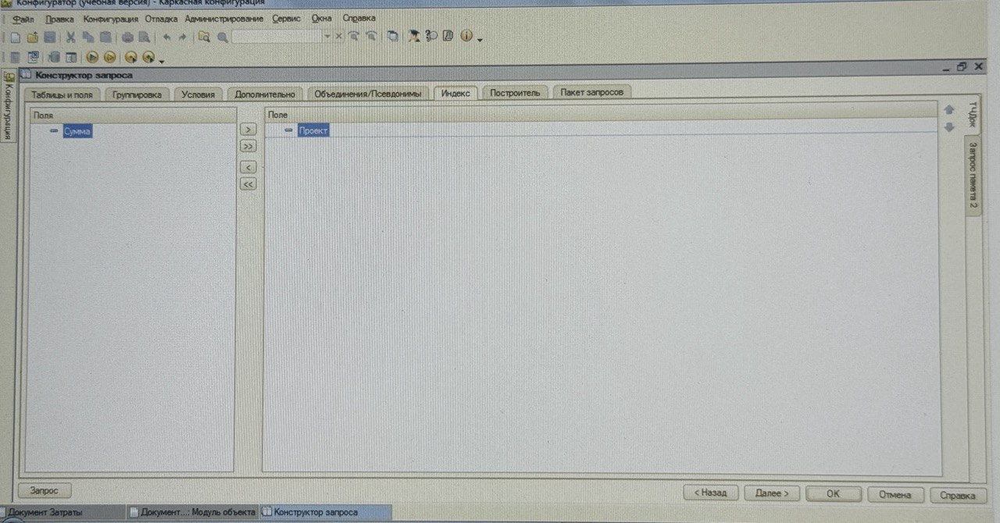 Конфигуратор (учебная версия) - Каркасная конфигурация
Файл Правка Конфигурация Отладка Администрирование Сервис Окна Справка
Конструктор запроса
Таблицы и поля Группировка Условия Дополнительно Объединения/Псевдонимы Индекс Построитель Пакет запросов
Конфигурация
Поля
Сумма
>
>>
<
<<
Поле
Проект
ТЧДок
Запрос пакета 2
Запрос < Назад Далее > ОК Отмена Справка
Документ Затраты Документ...: Модуль объекта Конструктор запроса